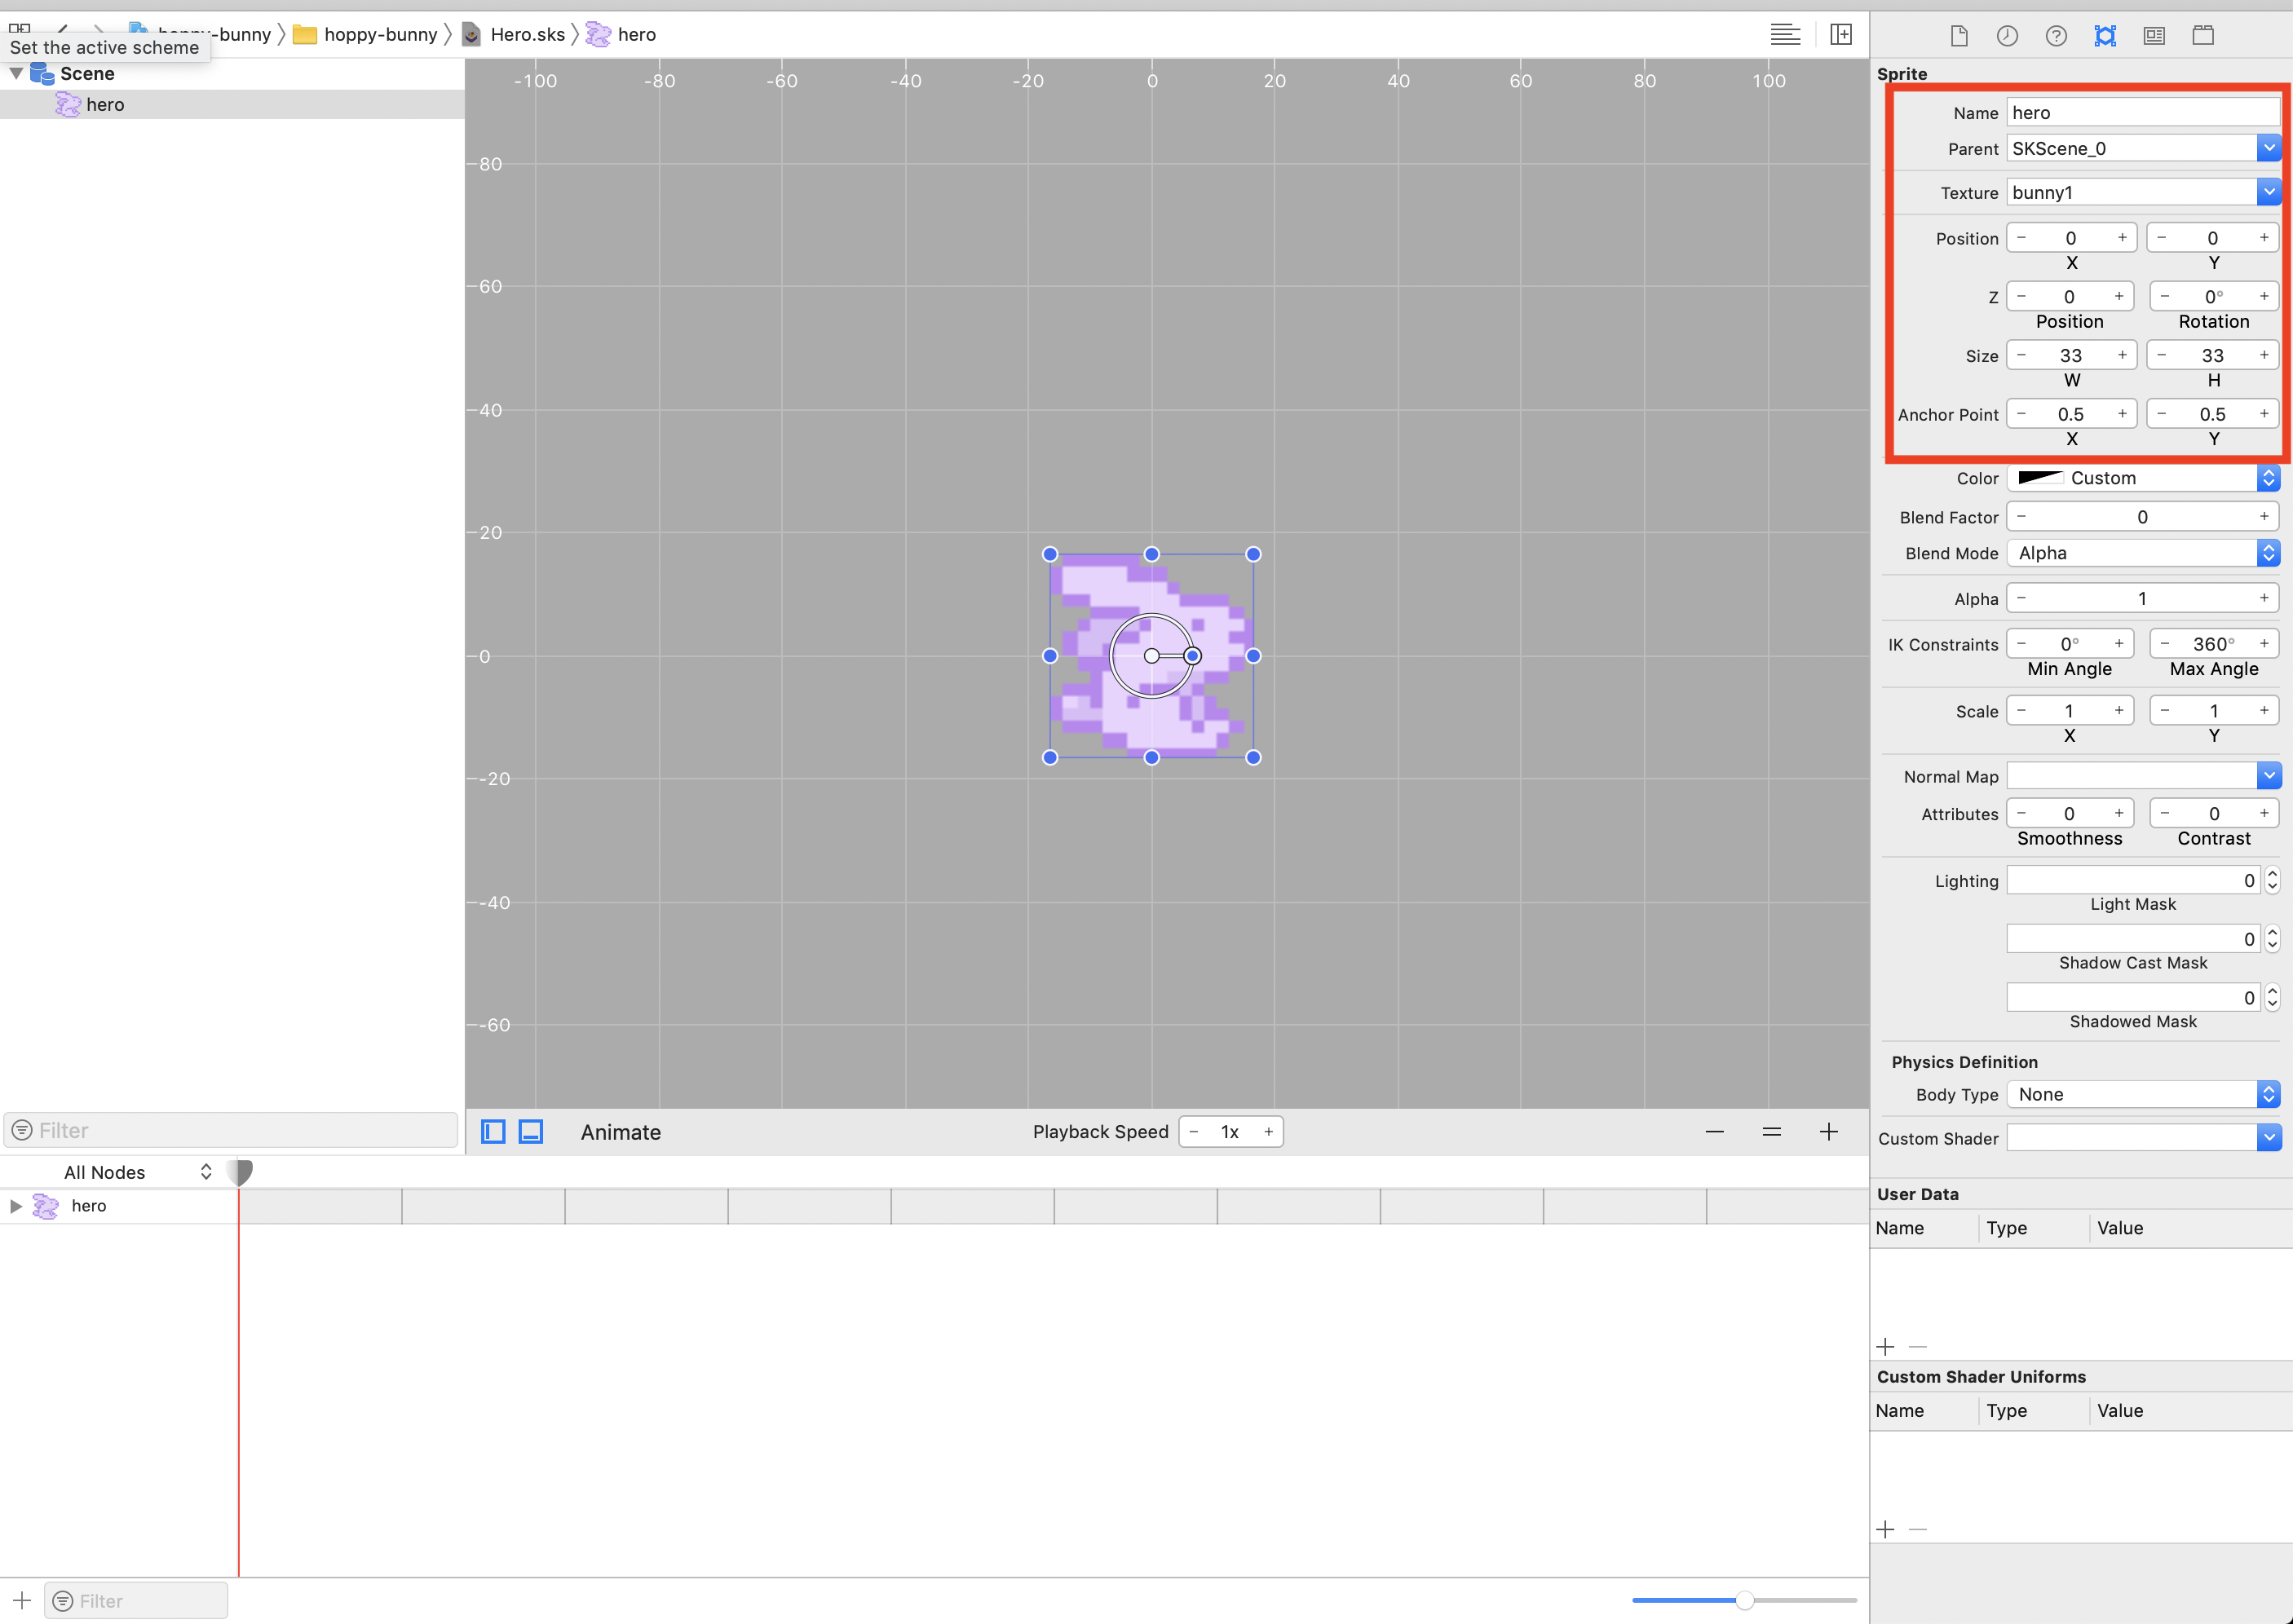 hoppy-bunny 〉 hoppy-bunny 〉 Hero.sks 〉 hero
Set the active scheme
Scene
hero
-100 -80 -60 -40 -20 0 20 40 60 80 100
80
60
40
20
0
-20
-40
-60
Filter
Animate
Playback Speed − 1x +
All Nodes
hero
Filter
Sprite
Name hero
Parent SKScene_0
Texture bunny1
Position − 0 + − 0 +
X Y
Z − 0 + − 0° +
Position Rotation
Size − 33 + − 33 +
W H
Anchor Point − 0.5 + − 0.5 +
X Y
Color Custom
Blend Factor − 0 +
Blend Mode Alpha
Alpha − 1 +
IK Constraints − 0° + − 360° +
Min Angle Max Angle
Scale − 1 + − 1 +
X Y
Normal Map
Attributes − 0 + − 0 +
Smoothness Contrast
Lighting 0
Light Mask
0
Shadow Cast Mask
0
Shadowed Mask
Physics Definition
Body Type None
Custom Shader
User Data
Name Type Value
Custom Shader Uniforms
Name Type Value